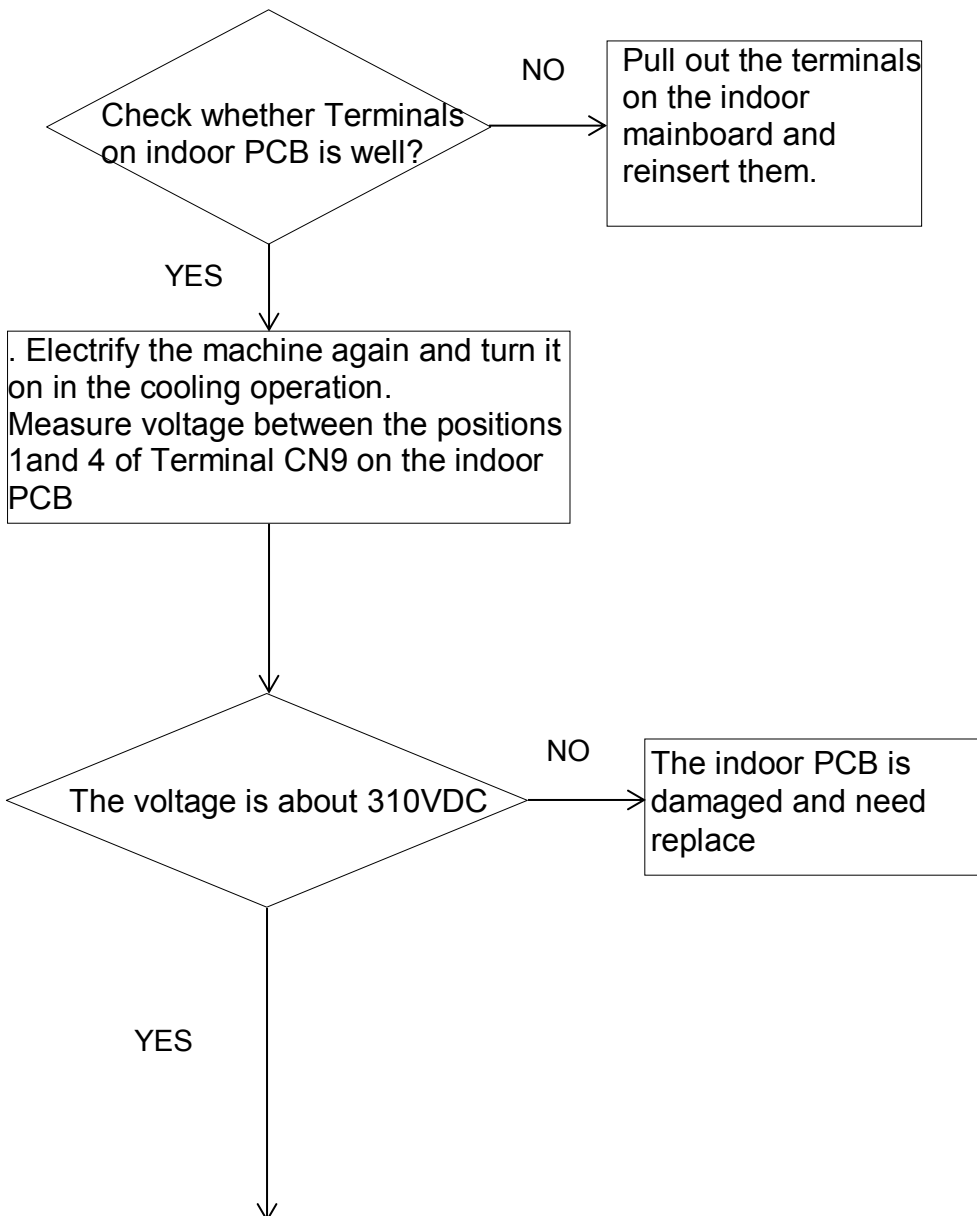 Check whether Terminals
on indoor PCB is well?
NO
Pull out the terminals
on the indoor
mainboard and
reinsert them.
YES
. Electrify the machine again and turn it
on in the cooling operation.
Measure voltage between the positions
1and 4 of Terminal CN9 on the indoor
PCB
The voltage is about 310VDC
NO
The indoor PCB is
damaged and need
replace
YES